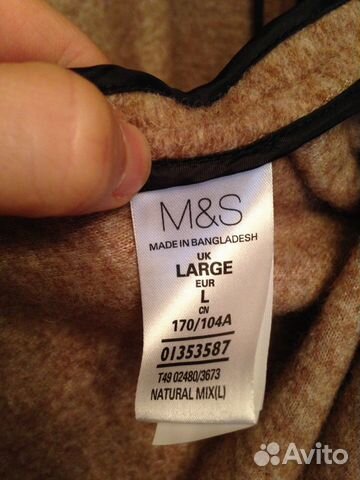 M&S
MADE IN BANGLADESH
UK
LARGE
EUR
L
CN
170/104A
01353587
T49 02480/3673
NATURAL MIX(L)
Avito